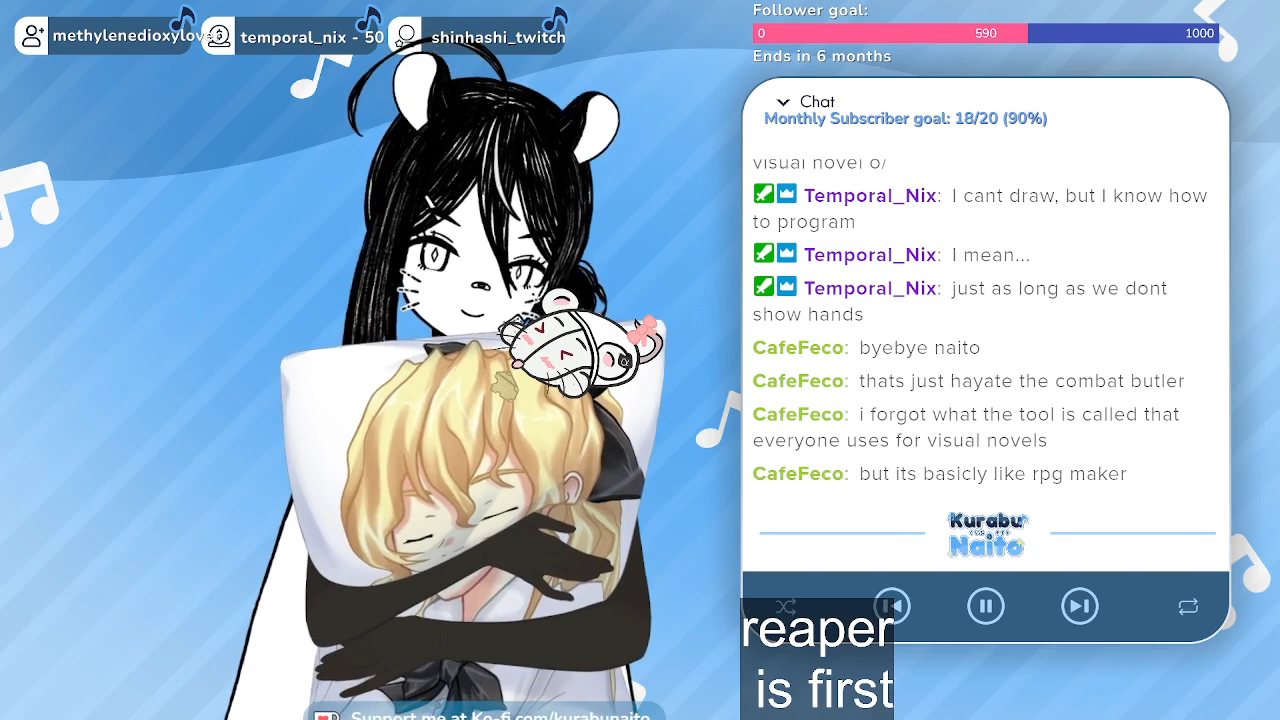 methylenedioxylover
temporal_nix - 50
shinhashi_twitch
Follower goal:
0 590 1000
Ends in 6 months
Chat
Monthly Subscriber goal: 18/20 (90%)
visual novel o/
Temporal_Nix: I cant draw, but I know how
to program
Temporal_Nix: I mean...
Temporal_Nix: just as long as we dont
show hands
CafeFeco: byebye naito
CafeFeco: thats just hayate the combat butler
CafeFeco: i forgot what the tool is called that
everyone uses for visual novels
CafeFeco: but its basicly like rpg maker
Kurabu
Naito
reaper
is first
Support me at Ko-fi.com/kurabunaito